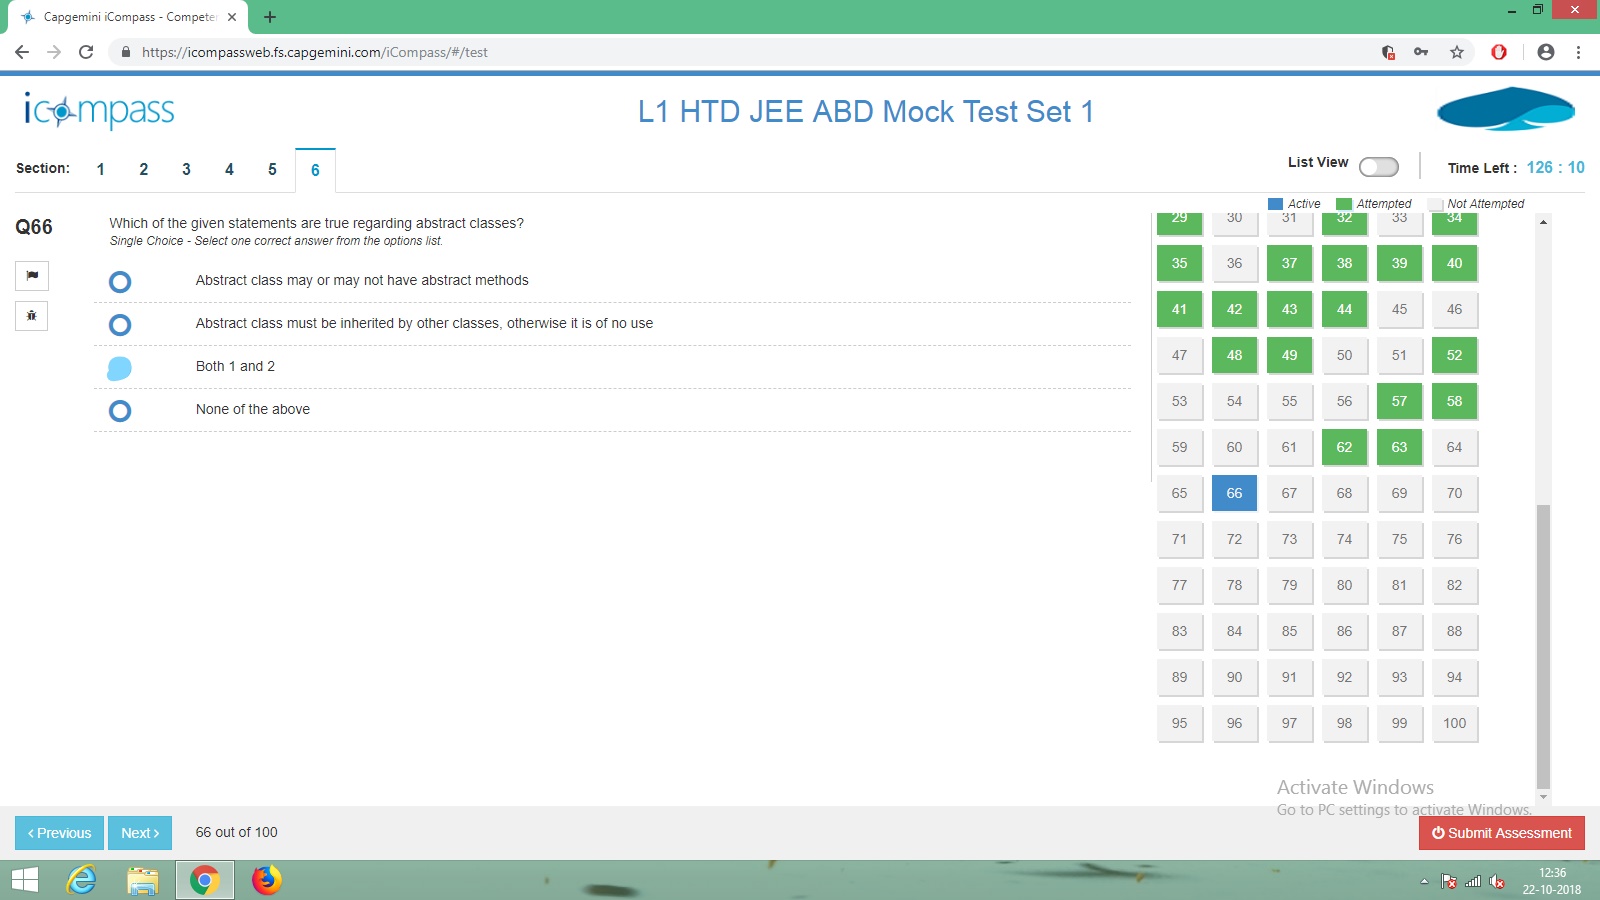 Capgemini iCompass - Competen
https://icompassweb.fs.capgemini.com/iCompass/#/test
icompass
L1 HTD JEE ABD Mock Test Set 1
Section: 1 2 3 4 5 6
List View
Time Left : 126 : 10
Active Attempted Not Attempted
Q66
Which of the given statements are true regarding abstract classes?
Single Choice - Select one correct answer from the options list.
Abstract class may or may not have abstract methods
Abstract class must be inherited by other classes, otherwise it is of no use
Both 1 and 2
None of the above
29 30 31 32 33 34
35 36 37 38 39 40
41 42 43 44 45 46
47 48 49 50 51 52
53 54 55 56 57 58
59 60 61 62 63 64
65 66 67 68 69 70
71 72 73 74 75 76
77 78 79 80 81 82
83 84 85 86 87 88
89 90 91 92 93 94
95 96 97 98 99 100
Activate Windows
Go to PC settings to activate Windows.
‹ Previous Next › 66 out of 100
Submit Assessment
12:36
22-10-2018